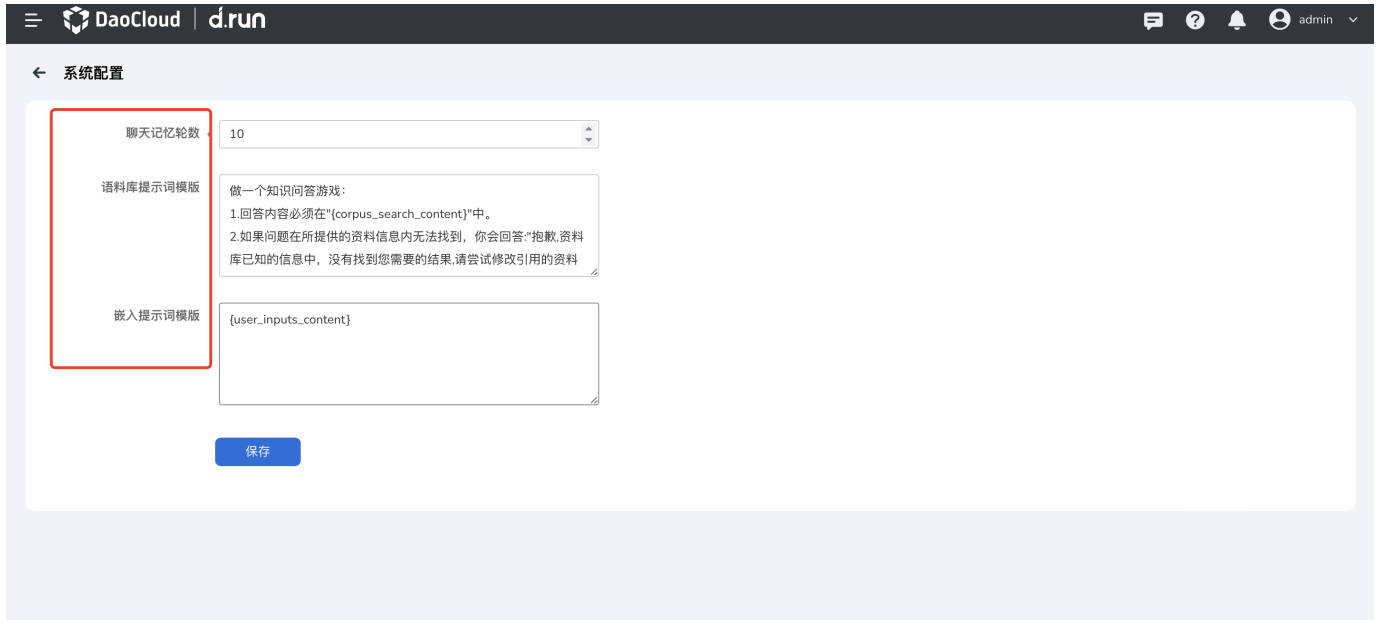 DaoCloud | d.run
admin
系统配置
聊天记忆轮数
10
语料库提示词模版
做一个知识问答游戏：
1.回答内容必须在"{corpus_search_content}"中。
2.如果问题在所提供的资料信息内无法找到，你会回答:"抱歉,资料
库已知的信息中，没有找到您需要的结果,请尝试修改引用的资料
嵌入提示词模版
{user_inputs_content}
保存